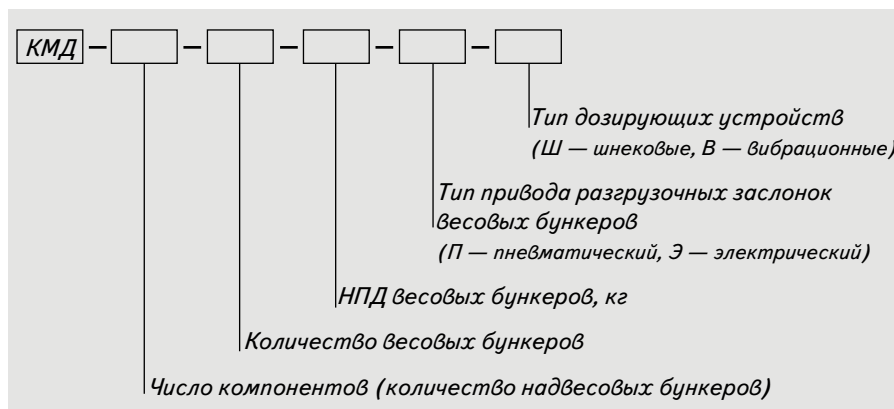 КМД – – – – –
Тип дозирующих устройств
(Ш — шнековые, В — вибрационные)
Тип привода разгрузочных заслонок
весовых бункеров
(П — пневматический, Э — электрический)
НПД весовых бункеров, кг
Количество весовых бункеров
Число компонентов (количество надвесовых бункеров)